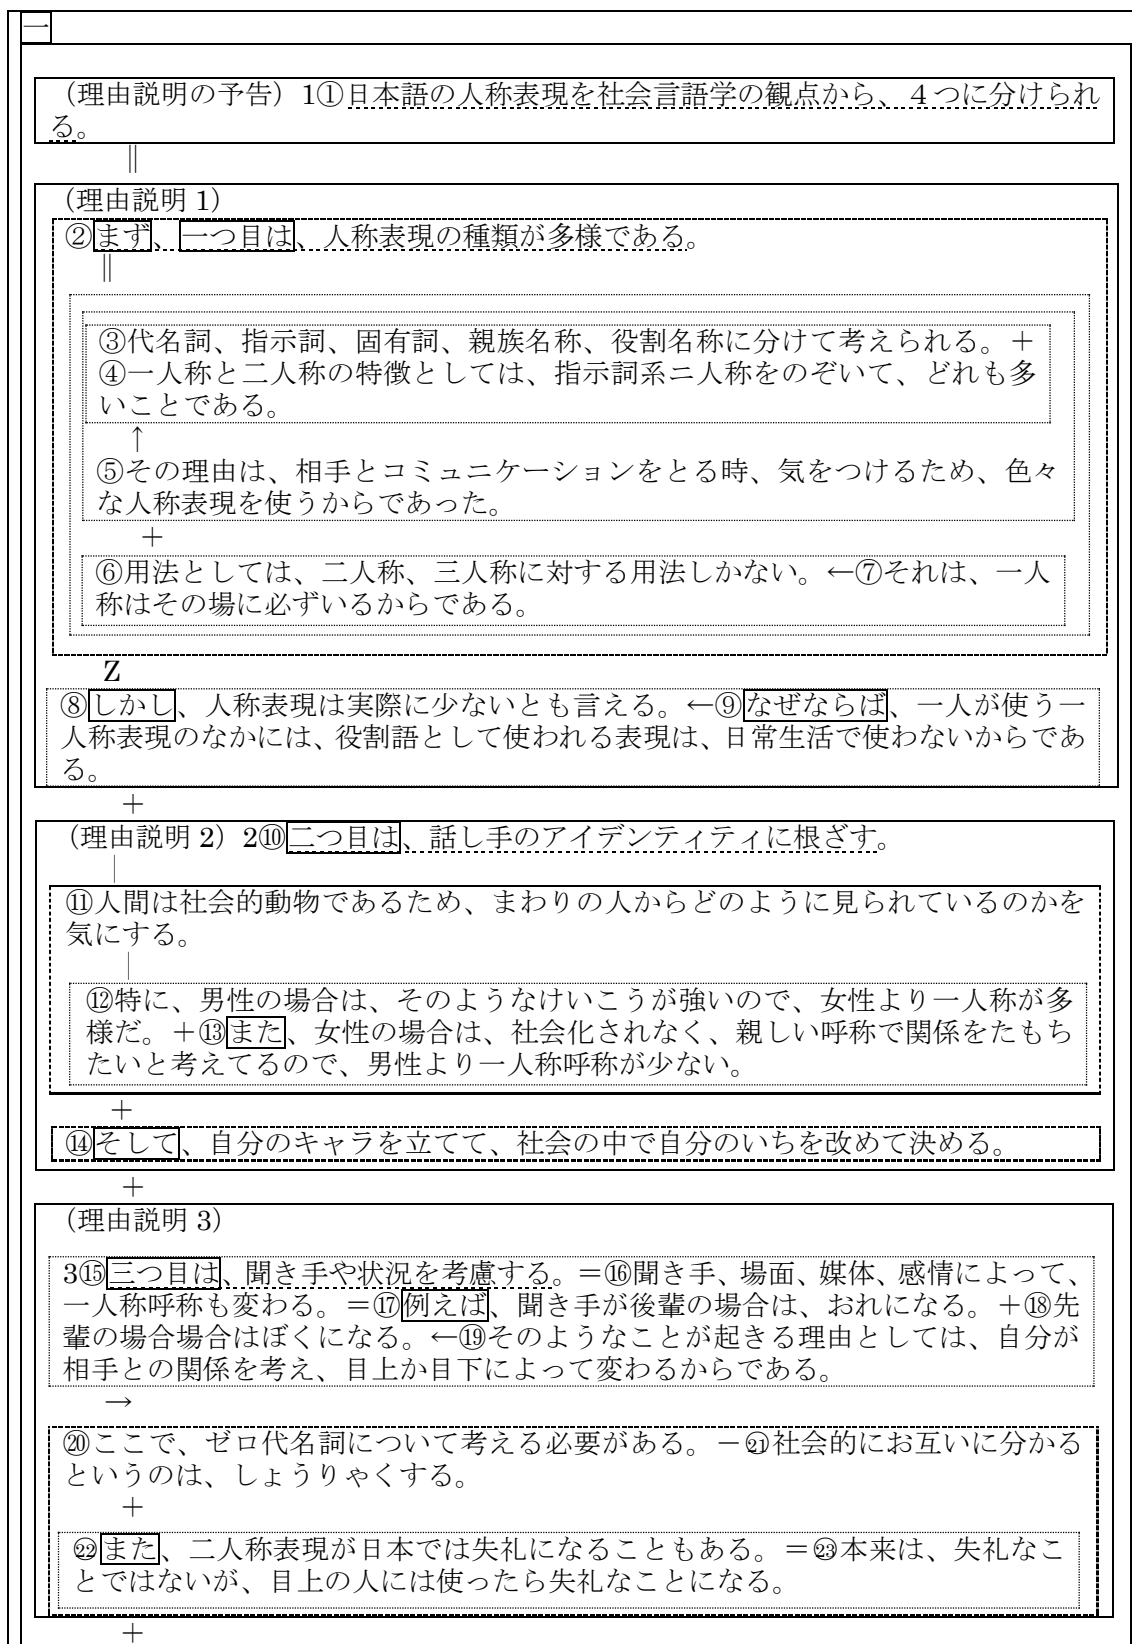 一
（理由説明の予告）1①日本語の人称表現を社会言語学の観点から、４つに分けられ
る。
∥
（理由説明 1）
②まず、一つ目は、人称表現の種類が多様である。
∥
③代名詞、指示詞、固有詞、親族名称、役割名称に分けて考えられる。＋
④一人称と二人称の特徴としては、指示詞系ニ人称をのぞいて、どれも多
いことである。
↑
⑤その理由は、相手とコミュニケーションをとる時、気をつけるため、色々
な人称表現を使うからであった。
＋
⑥用法としては、二人称、三人称に対する用法しかない。←⑦それは、一人
称はその場に必ずいるからである。
Z
⑧しかし、人称表現は実際に少ないとも言える。←⑨なぜならば、一人が使う一
人称表現のなかには、役割語として使われる表現は、日常生活で使わないからであ
る。
＋
（理由説明 2）2⑩二つ目は、話し手のアイデンティティに根ざす。
｜
⑪人間は社会的動物であるため、まわりの人からどのように見られているのかを
気にする。
｜
⑫特に、男性の場合は、そのようなけいこうが強いので、女性より一人称が多
様だ。＋⑬また、女性の場合は、社会化されなく、親しい呼称で関係をたもち
たいと考えてるので、男性より一人称呼称が少ない。
＋
⑭そして、自分のキャラを立てて、社会の中で自分のいちを改めて決める。
＋
（理由説明 3）
3⑮三つ目は、聞き手や状況を考慮する。＝⑯聞き手、場面、媒体、感情によって、
一人称呼称も変わる。＝⑰例えば、聞き手が後輩の場合は、おれになる。＋⑱先
輩の場合場合はぼくになる。←⑲そのようなことが起きる理由としては、自分が
相手との関係を考え、目上か目下によって変わるからである。
→
⑳ここで、ゼロ代名詞について考える必要がある。－㉑社会的にお互いに分かる
というのは、しょうりゃくする。
＋
㉒また、二人称表現が日本では失礼になることもある。＝㉓本来は、失礼なこ
とではないが、目上の人には使ったら失礼なことになる。
＋